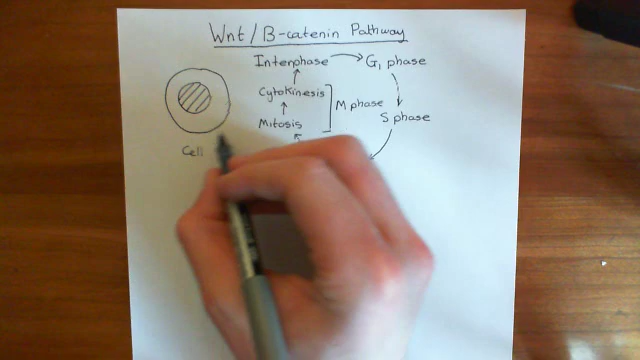 Wnt / B-catenin Pathway
Interphase G₁ phase
Cytokinesis
M phase
Mitosis
S phase
Cell